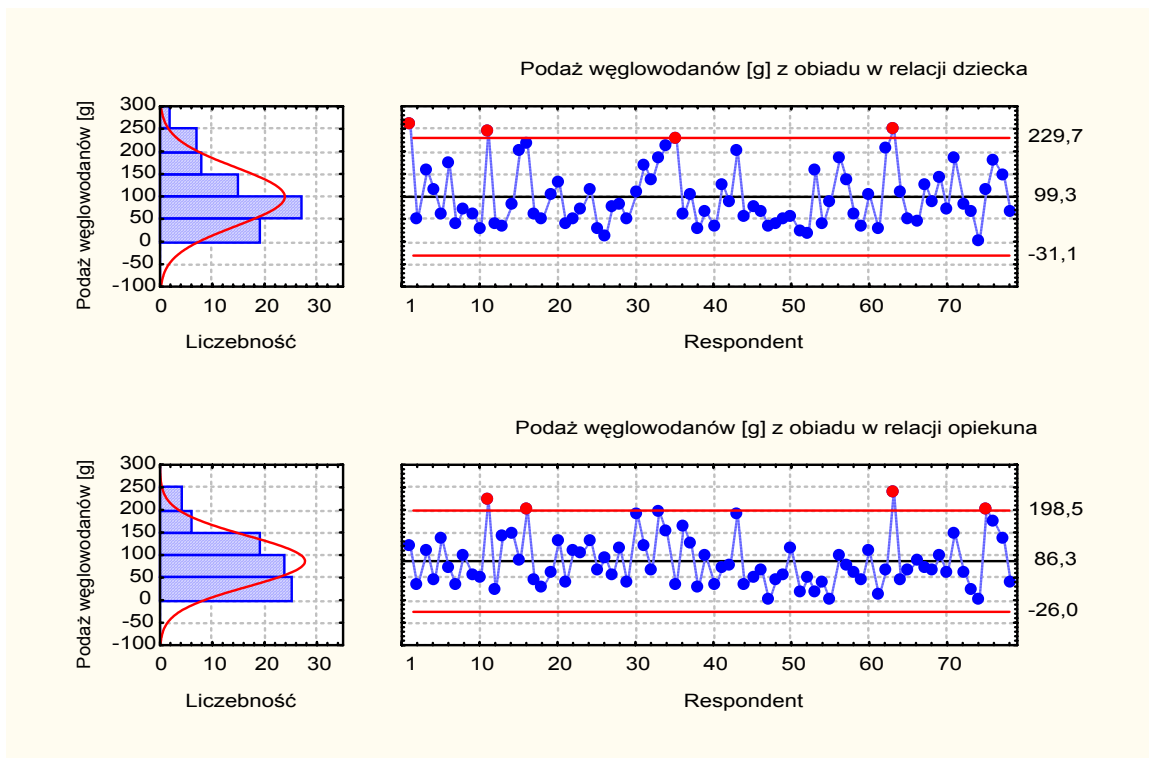 Podaż węglowodanów [g] z obiadu w relacji dziecka
Podaż węglowodanów [g]
300
250
200
150
100
50
0
-50
-100
0 10 20 30
Liczebność
1 10 20 30 40 50 60 70
Respondent
229,7
99,3
-31,1
Podaż węglowodanów [g] z obiadu w relacji opiekuna
Podaż węglowodanów [g]
300
250
200
150
100
50
0
-50
-100
0 10 20 30
Liczebność
1 10 20 30 40 50 60 70
Respondent
198,5
86,3
-26,0